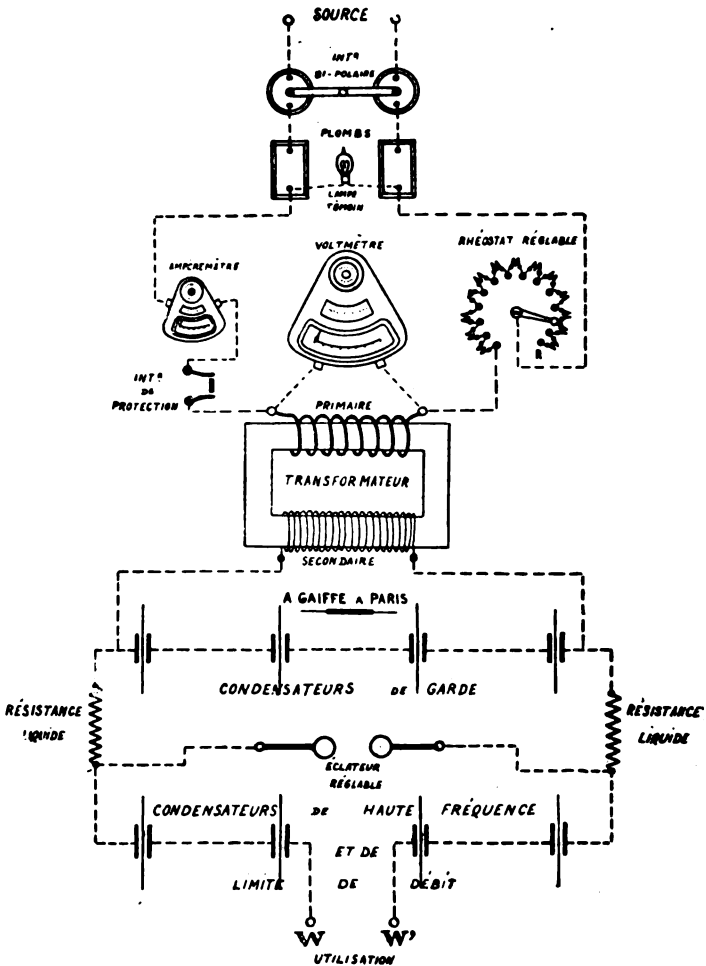 SOURCE
INTR
BI-POLAIRE
PLOMBS
LAMPE
TÉMOIN
VOLTMÈTRE
RHÉOSTAT RÉGLABLE
AMPÈREMÈTRE
R
INTR
DE
PROTECTION
PRIMAIRE
TRANSFORMATEUR
SECONDAIRE
A GAIFFE A PARIS
CONDENSATEURS DE GARDE
RÉSISTANCE
LIQUIDE
RÉSISTANCE
LIQUIDE
ÉCLATEUR
RÉGLABLE
CONDENSATEURS DE HAUTE FRÉQUENCE
ET DE
LIMITE DE DÉBIT
W W'
UTILISATION